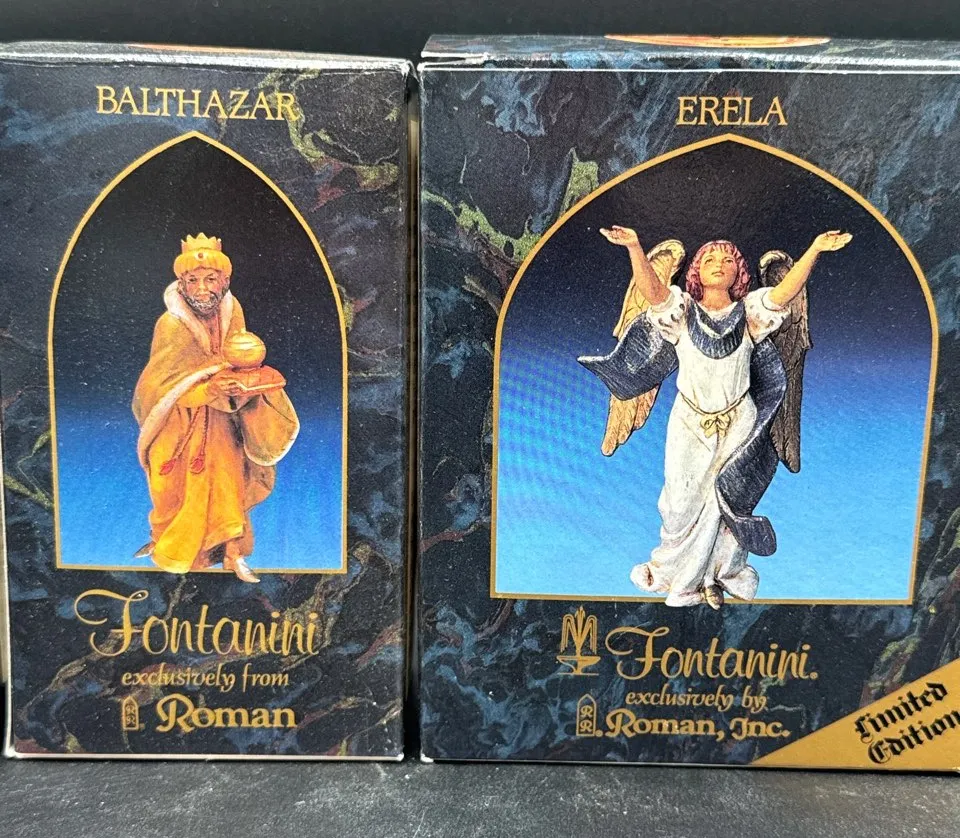 BALTHAZAR
Fontanini
exclusively from
Roman
ERELA
Fontanini.
exclusively by
Roman, Inc.
Limited
Edition